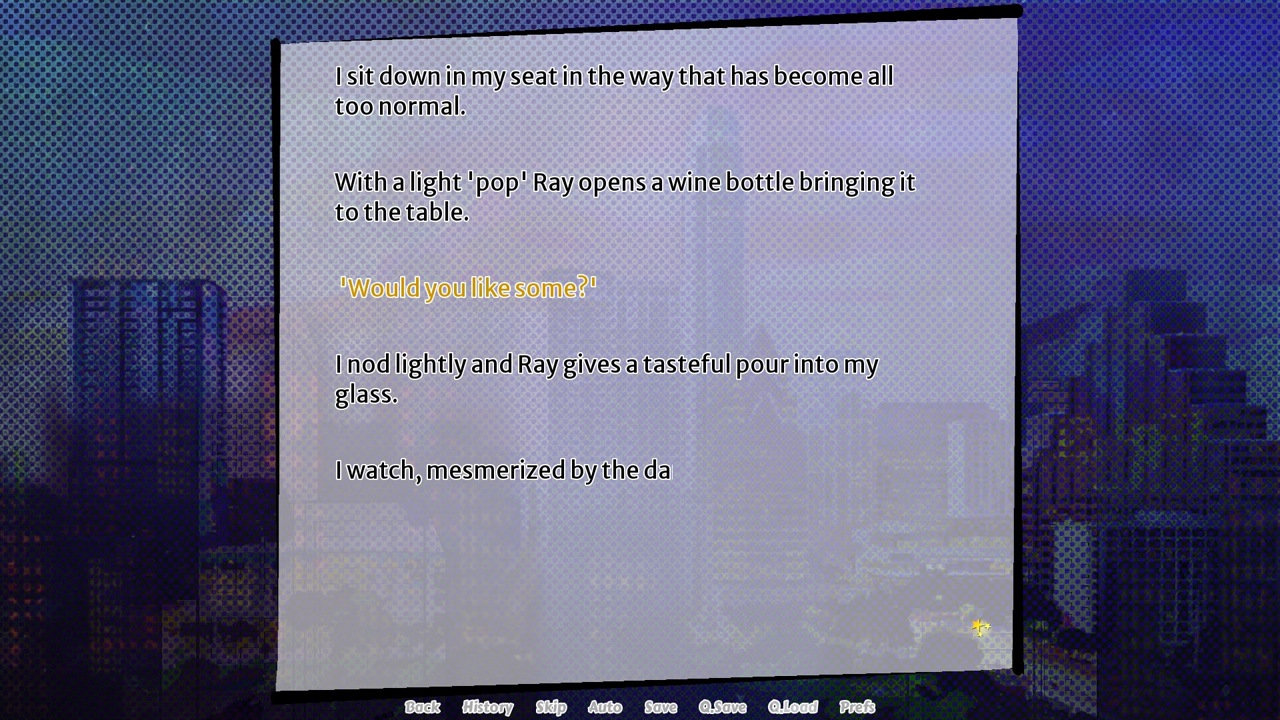 I sit down in my seat in the way that has become all
too normal.
With a light 'pop' Ray opens a wine bottle bringing it
to the table.
'Would you like some?'
I nod lightly and Ray gives a tasteful pour into my
glass.
I watch, mesmerized by the da
Back History Skip Auto Save Q.Save Q.Load Prefs